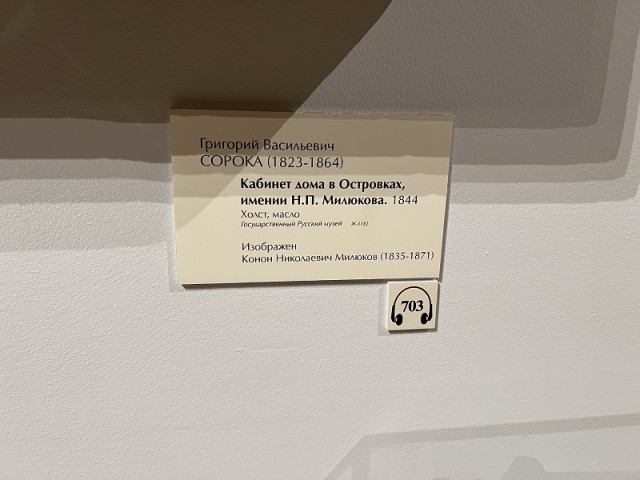 Григорий Васильевич
СОРОКА (1823-1864)
Кабинет дома в Островках,
имении Н.П. Милюкова. 1844
Холст, масло
Государственный Русский музей Ж-5182
Изображен
Конон Николаевич Милюков (1835-1871)
703